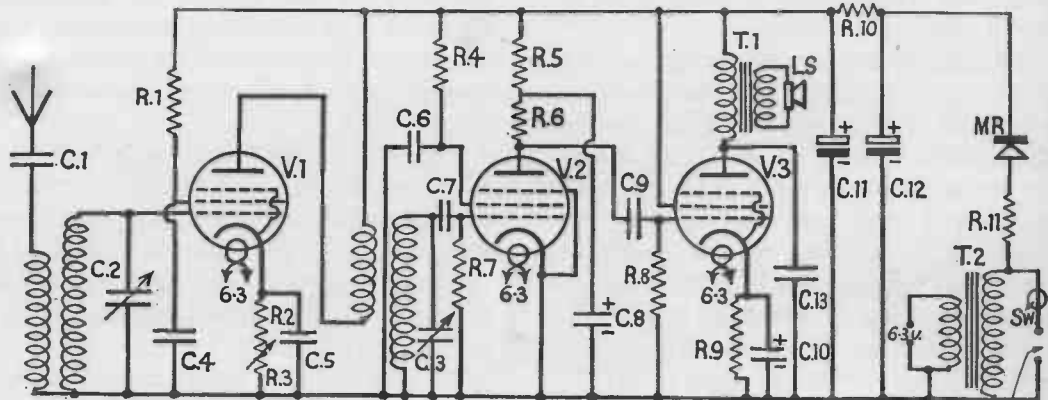 R.1
C.1
C.2
C.4
V.1
6·3
R.2
R.3
C.5
R.4
C.6
C.7
C.3
R.7
R.5
R.6
V.2
6·3
C.8
C.9
R.8
T.1
LS
V.3
6·3
R.9
C.10
C.13
R.10
C.11
C.12
MR
R.11
T.2
6·3v.
Sw.
+
-
+
-
+
-
+
-